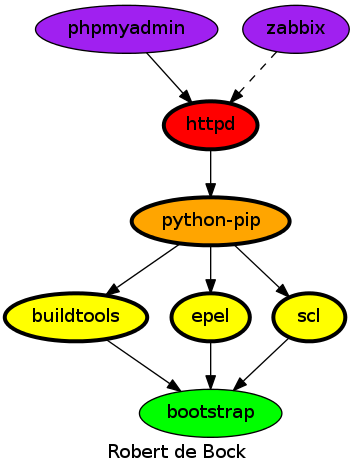 phpmyadmin zabbix
httpd
python-pip
buildtools epel scl
bootstrap
Robert de Bock